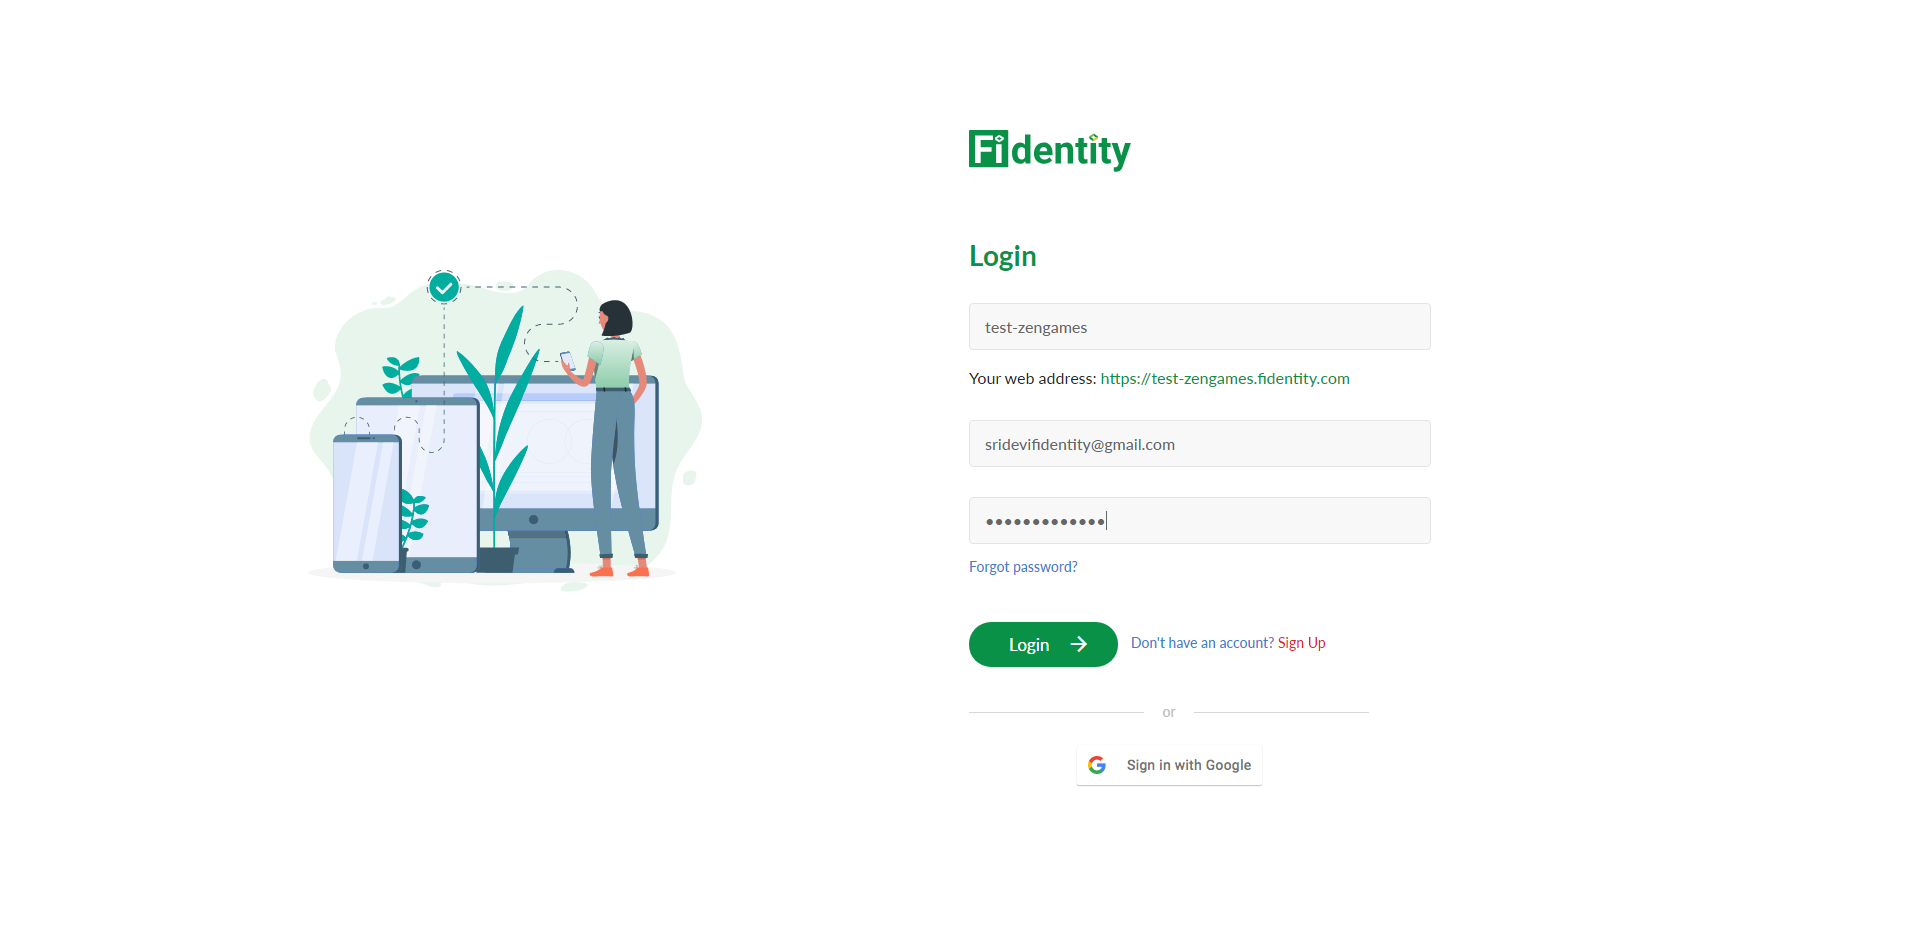 Fidentity
Login
test-zengames
Your web address: https://test-zengames.fidentity.com
sridevifidentity@gmail.com
•••••••••••••
Forgot password?
Login
Don't have an account? Sign Up
or
Sign in with Google